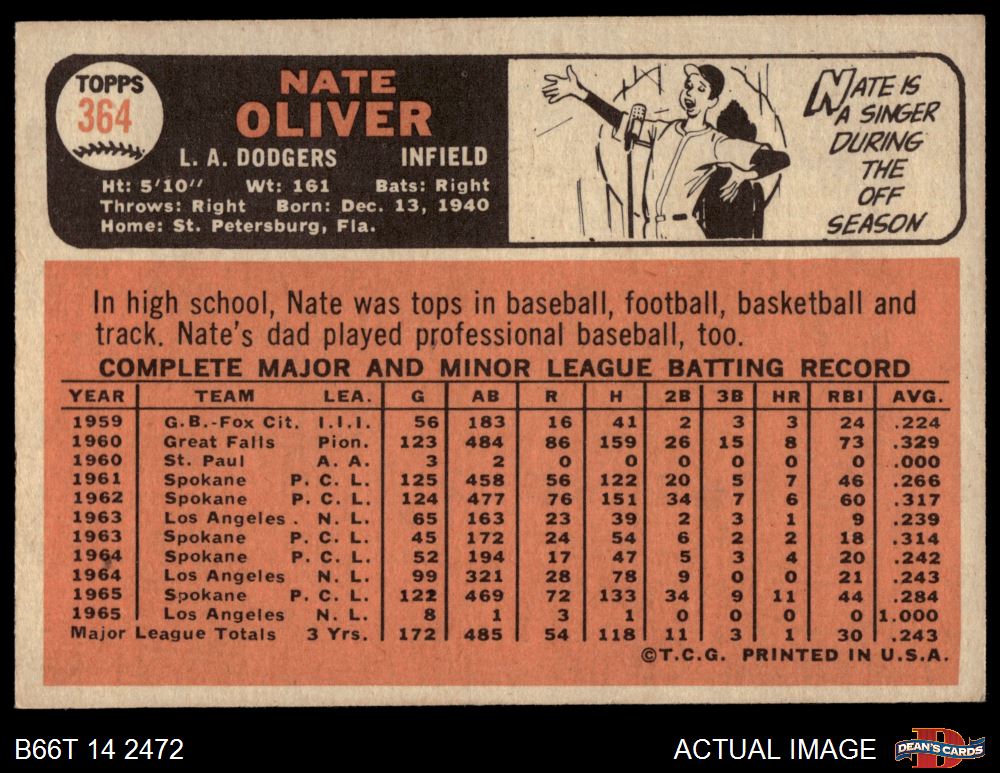 TOPPS
364
NATE
OLIVER
L. A. DODGERS INFIELD
Ht: 5'10" Wt: 161 Bats: Right
Throws: Right Born: Dec. 13, 1940
Home: St. Petersburg, Fla.
NATE IS
A SINGER
DURING
THE
OFF
SEASON
In high school, Nate was tops in baseball, football, basketball and
track. Nate's dad played professional baseball, too.
COMPLETE MAJOR AND MINOR LEAGUE BATTING RECORD
YEAR TEAM LEA. G AB R H 2B 3B HR RBI AVG.
1959 G.B.-Fox Cit. I.I.I. 56 183 16 41 2 3 3 24 .224
1960 Great Falls Pion. 123 484 86 159 26 15 8 73 .329
1960 St. Paul A. A. 3 2 0 0 0 0 0 0 .000
1961 Spokane P. C. L. 125 458 56 122 20 5 7 46 .266
1962 Spokane P. C. L. 124 477 76 151 34 7 6 60 .317
1963 Los Angeles . N. L. 65 163 23 39 2 3 1 9 .239
1963 Spokane P. C. L. 45 172 24 54 6 2 2 18 .314
1964 Spokane P. C. L. 52 194 17 47 5 3 4 20 .242
1964 Los Angeles N. L. 99 321 28 78 9 0 0 21 .243
1965 Spokane P. C. L. 122 469 72 133 34 9 11 44 .284
1965 Los Angeles N. L. 8 1 3 1 0 0 0 0 1.000
Major League Totals 3 Yrs. 172 485 54 118 11 3 1 30 .243
©T.C.G. PRINTED IN U.S.A.
B66T 14 2472 ACTUAL IMAGE
D
DEAN'S CARDS